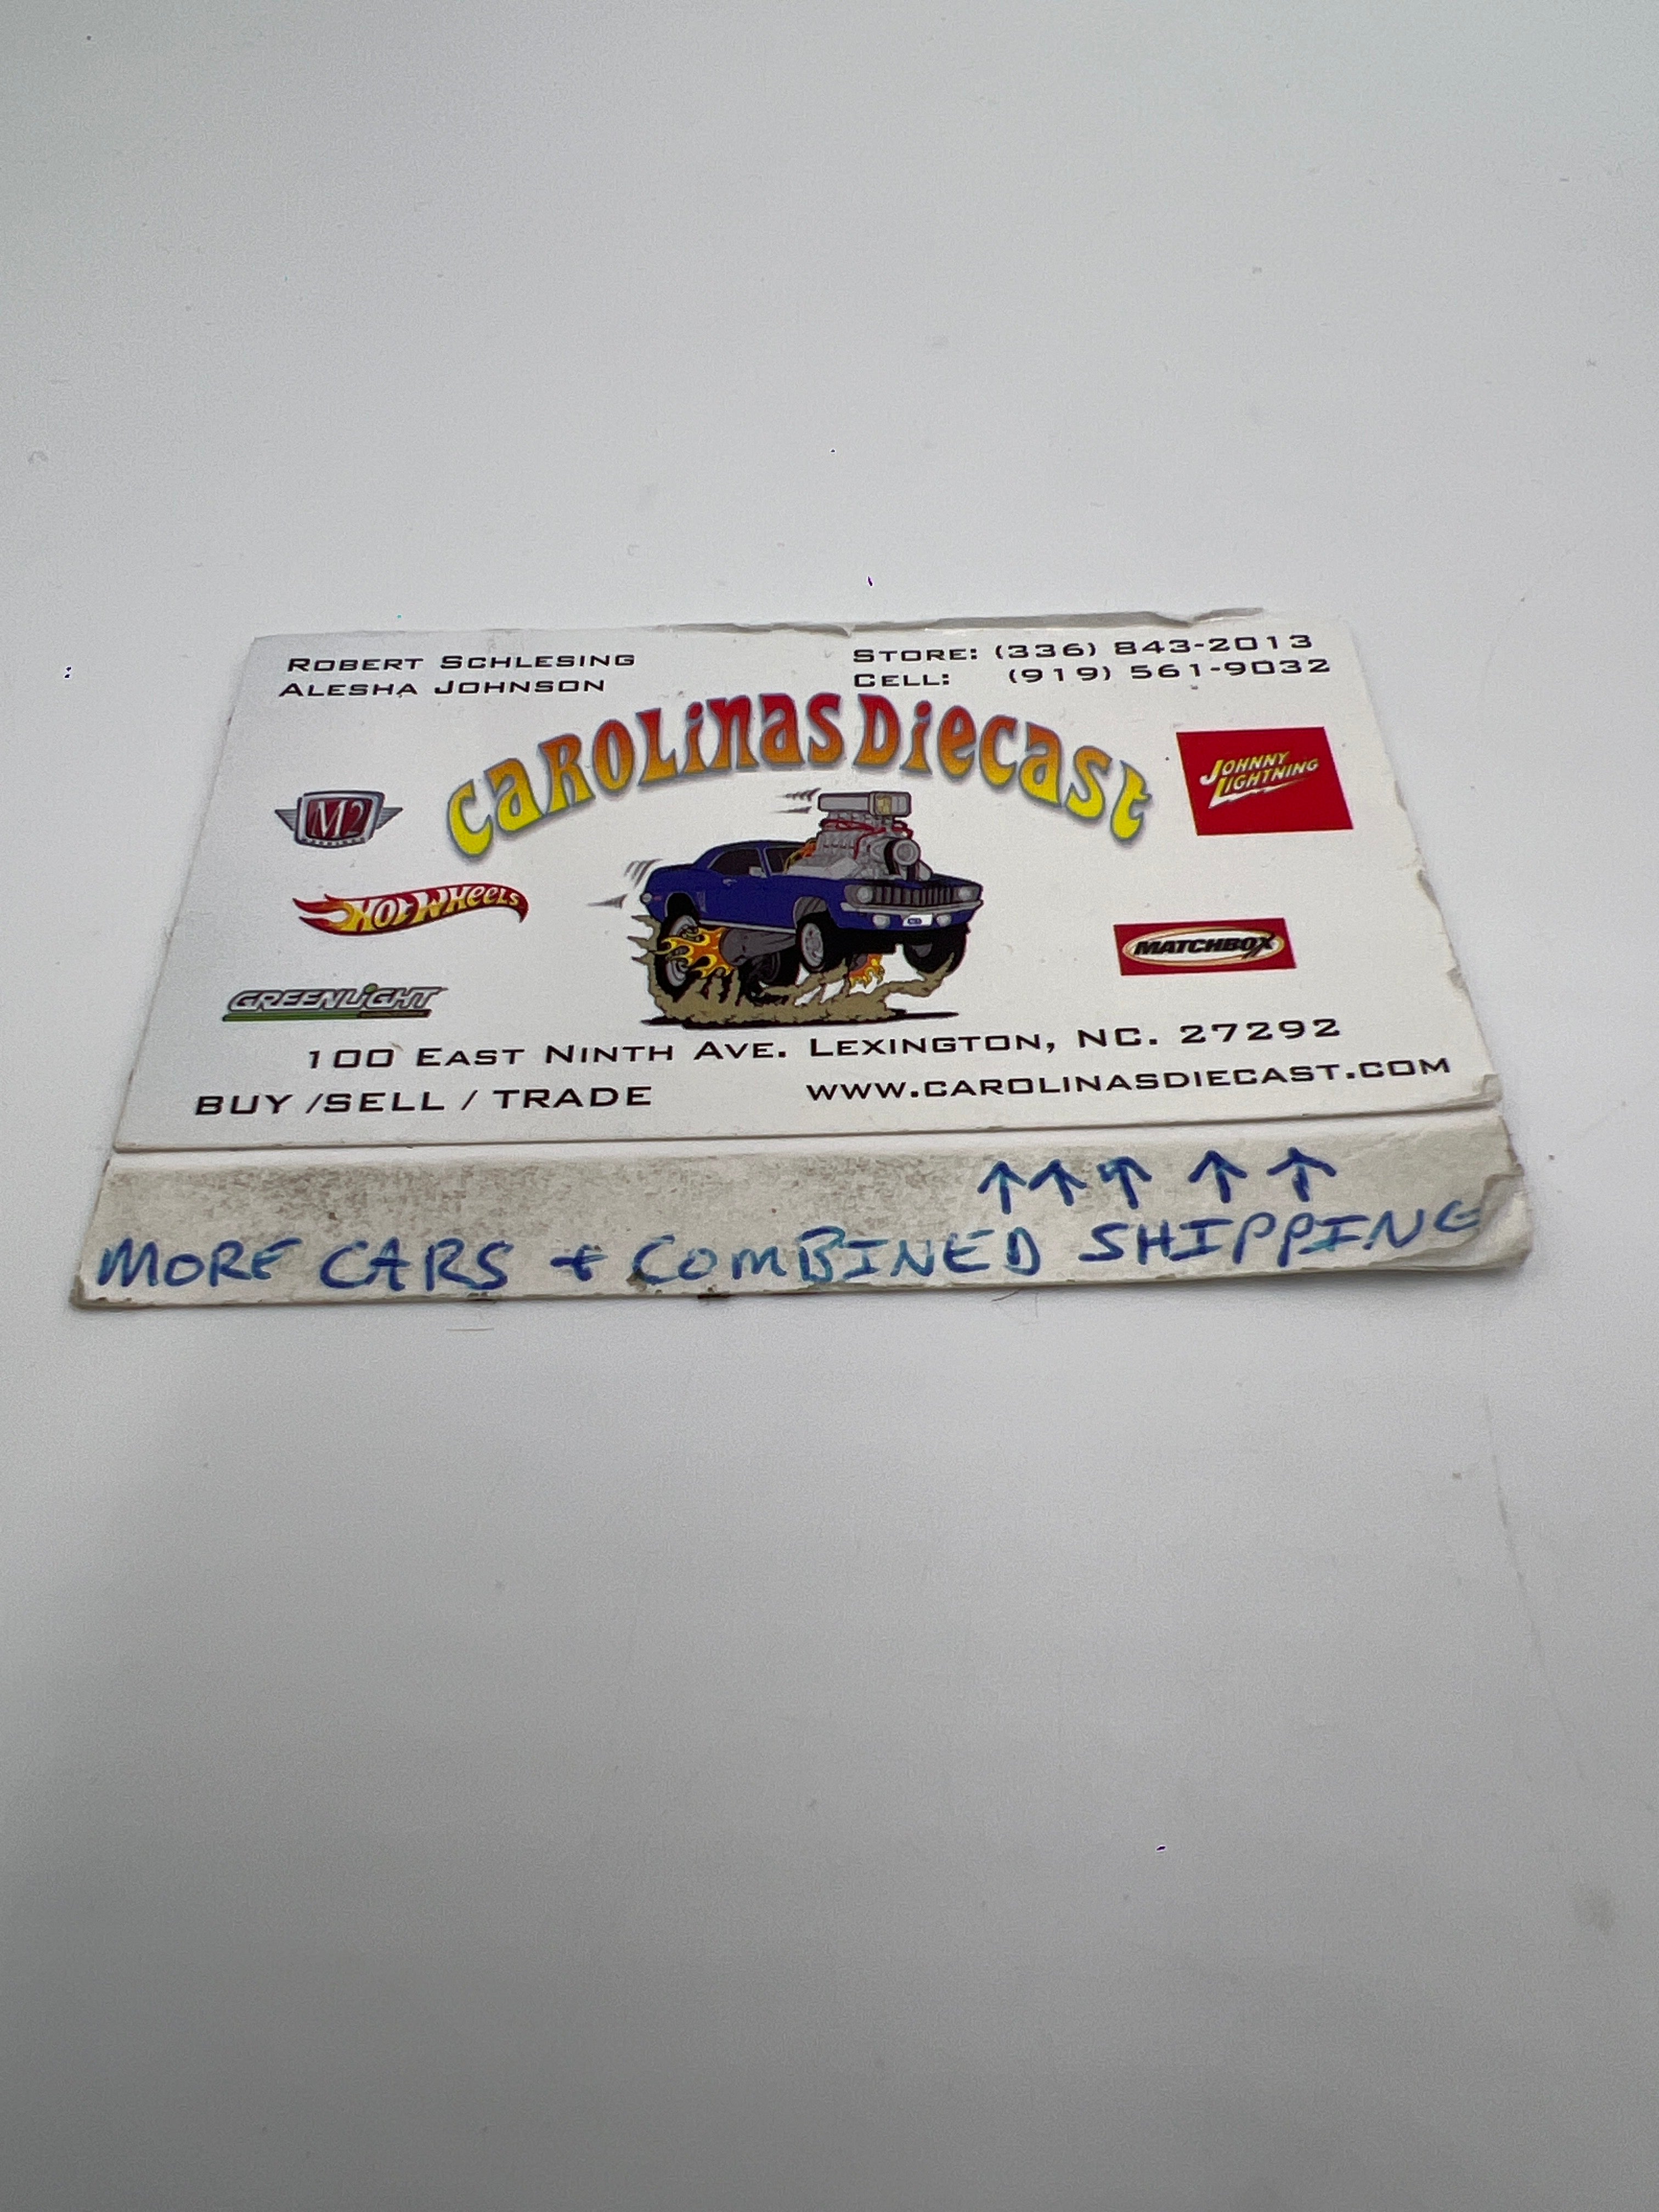 ROBERT SCHLESING
ALESHA JOHNSON
STORE: (336) 843-2013
CELL: (919) 561-9032
CAROLINAS DIECAST
M2
JOHNNY
LIGHTNING
HOT WHEELS
MATCHBOX
GREENLIGHT
100 EAST NINTH AVE. LEXINGTON, NC. 27292
BUY /SELL / TRADE
WWW.CAROLINASDIECAST.COM
↑ ↑ ↑ ↑ ↑
MORE CARS + COMBINED SHIPPING